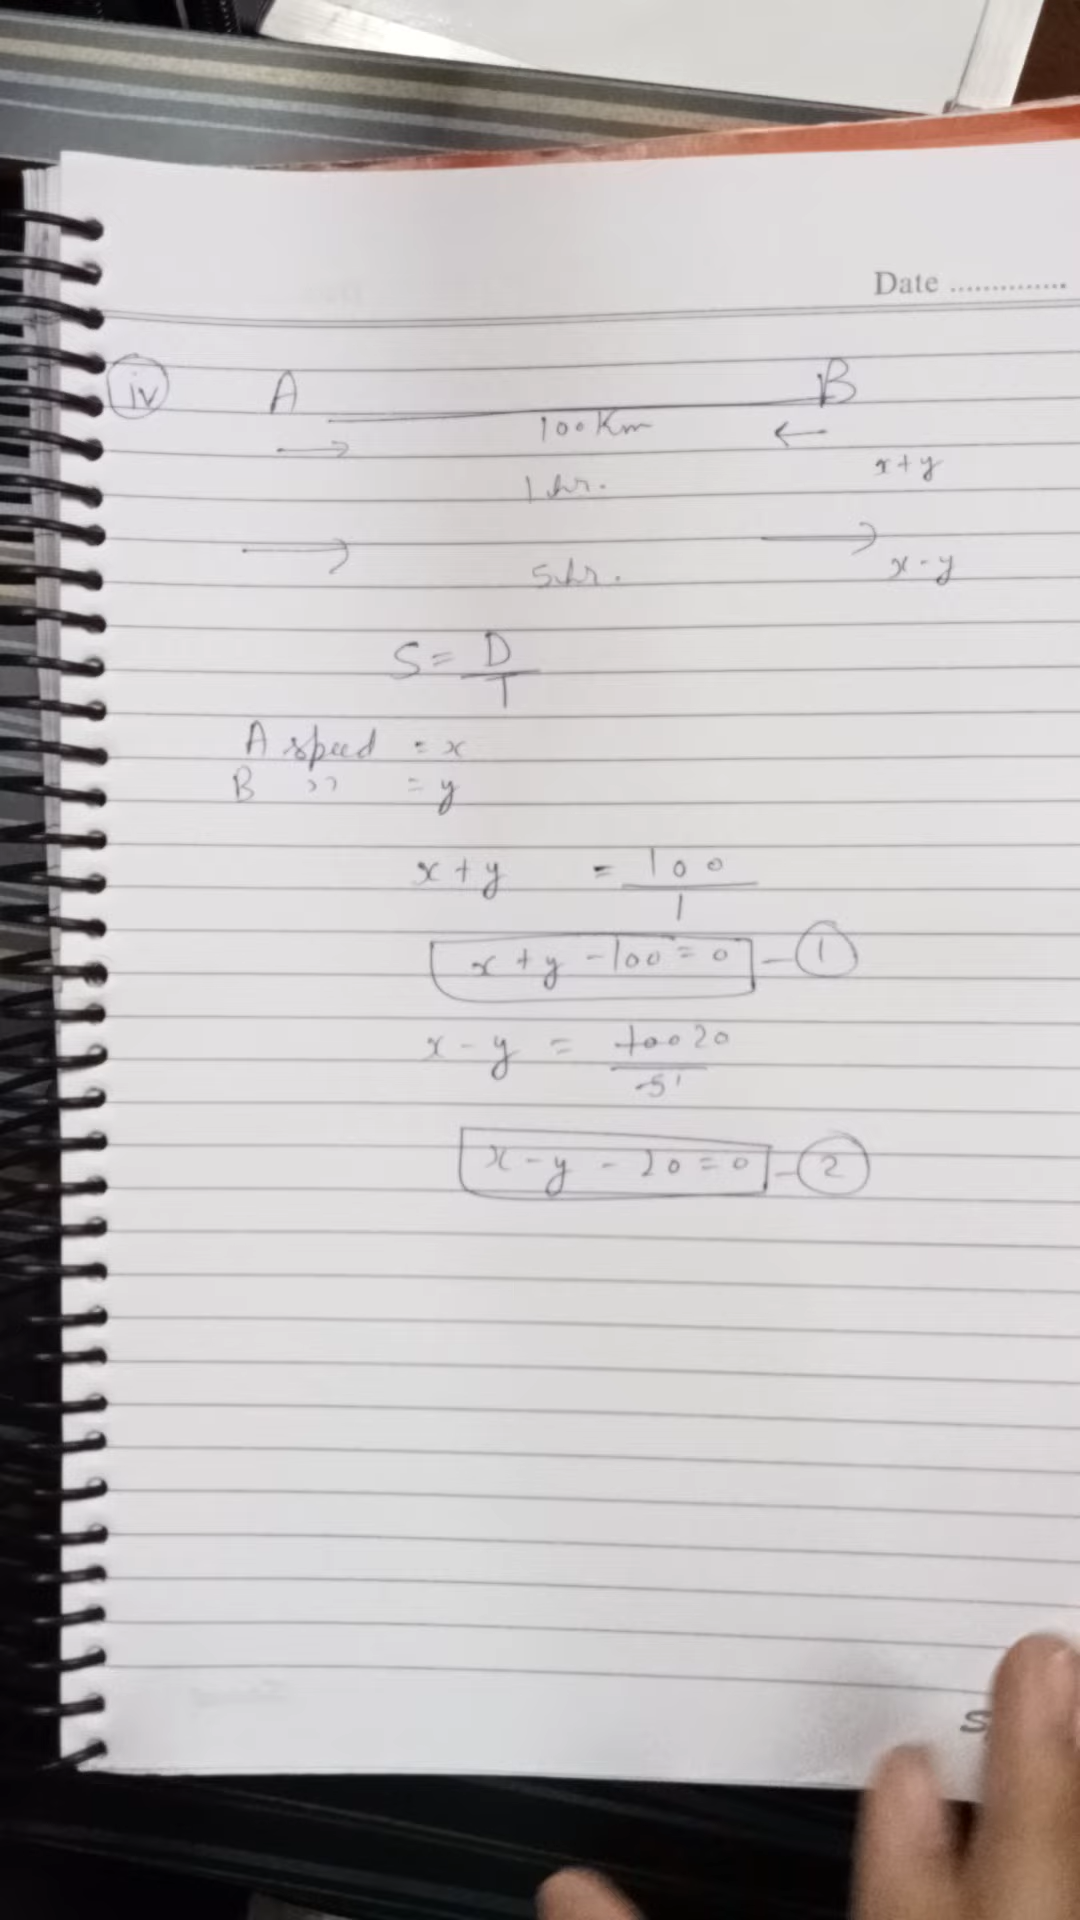 Date ..............
iv A B
100 Km
x+y
1 hr.
5 hr. x-y
S = D/T
A speed = x
B ,, = y
x + y = 100/1
x + y - 100 = 0 - 1
x - y = 100 20/5 1
x - y - 20 = 0 - 2